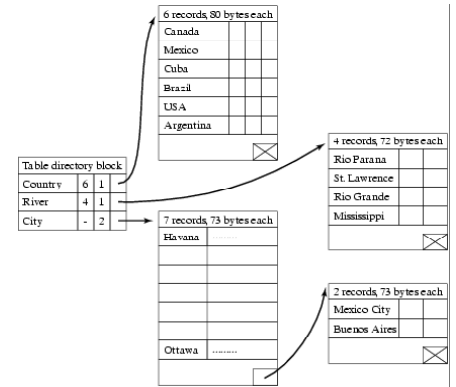 6 records, 80 bytes each
Canada
Mexico
Cuba
Brazil
USA
Argentina
4 records, 72 bytes each
Rio Parana
St. Lawrence
Rio Grande
Mississippi
Table directory block
Country 6 1
River 4 1
City - 2
7 records, 73 bytes each
Havana ........
Ottawa ........
2 records, 73 bytes each
Mexico City
Buenos Aires